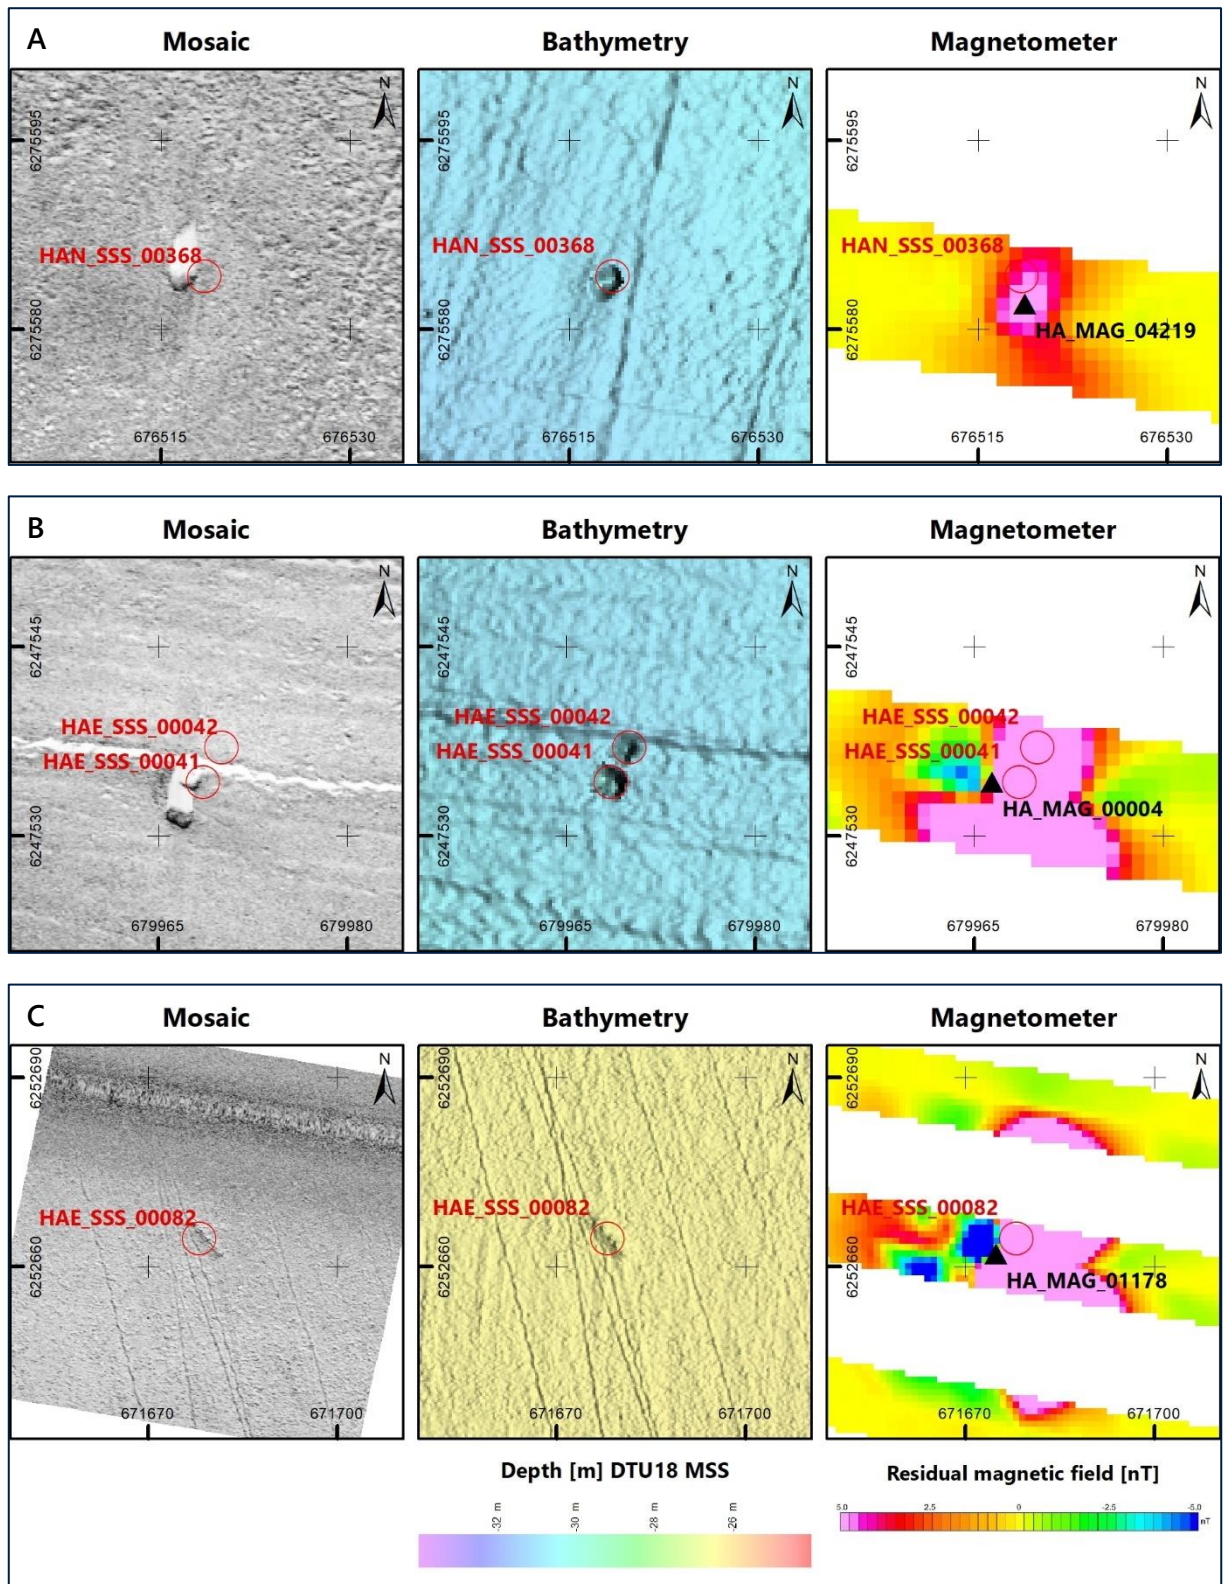 A
Mosaic
Bathymetry
Magnetometer
N
6275595
6275580
HAN_SSS_00368
676515
676530
N
6275595
6275580
HAN_SSS_00368
676515
676530
N
6275595
6275580
HAN_SSS_00368
HA_MAG_04219
676515
676530
B
Mosaic
Bathymetry
Magnetometer
N
6247545
6247530
HAE_SSS_00042
HAE_SSS_00041
679965
679980
N
6247545
6247530
HAE_SSS_00042
HAE_SSS_00041
679965
679980
N
6247545
6247530
HAE_SSS_00042
HAE_SSS_00041
HA_MAG_00004
679965
679980
C
Mosaic
Bathymetry
Magnetometer
N
6252690
6252660
HAE_SSS_00082
671670
671700
N
6252690
6252660
HAE_SSS_00082
671670
671700
N
6252690
6252660
HAE_SSS_00082
HA_MAG_01178
671670
671700
Depth [m] DTU18 MSS
-32 m
-30 m
-28 m
-26 m
Residual magnetic field [nT]
5.0 2.5 0 -2.5 -5.0
nT